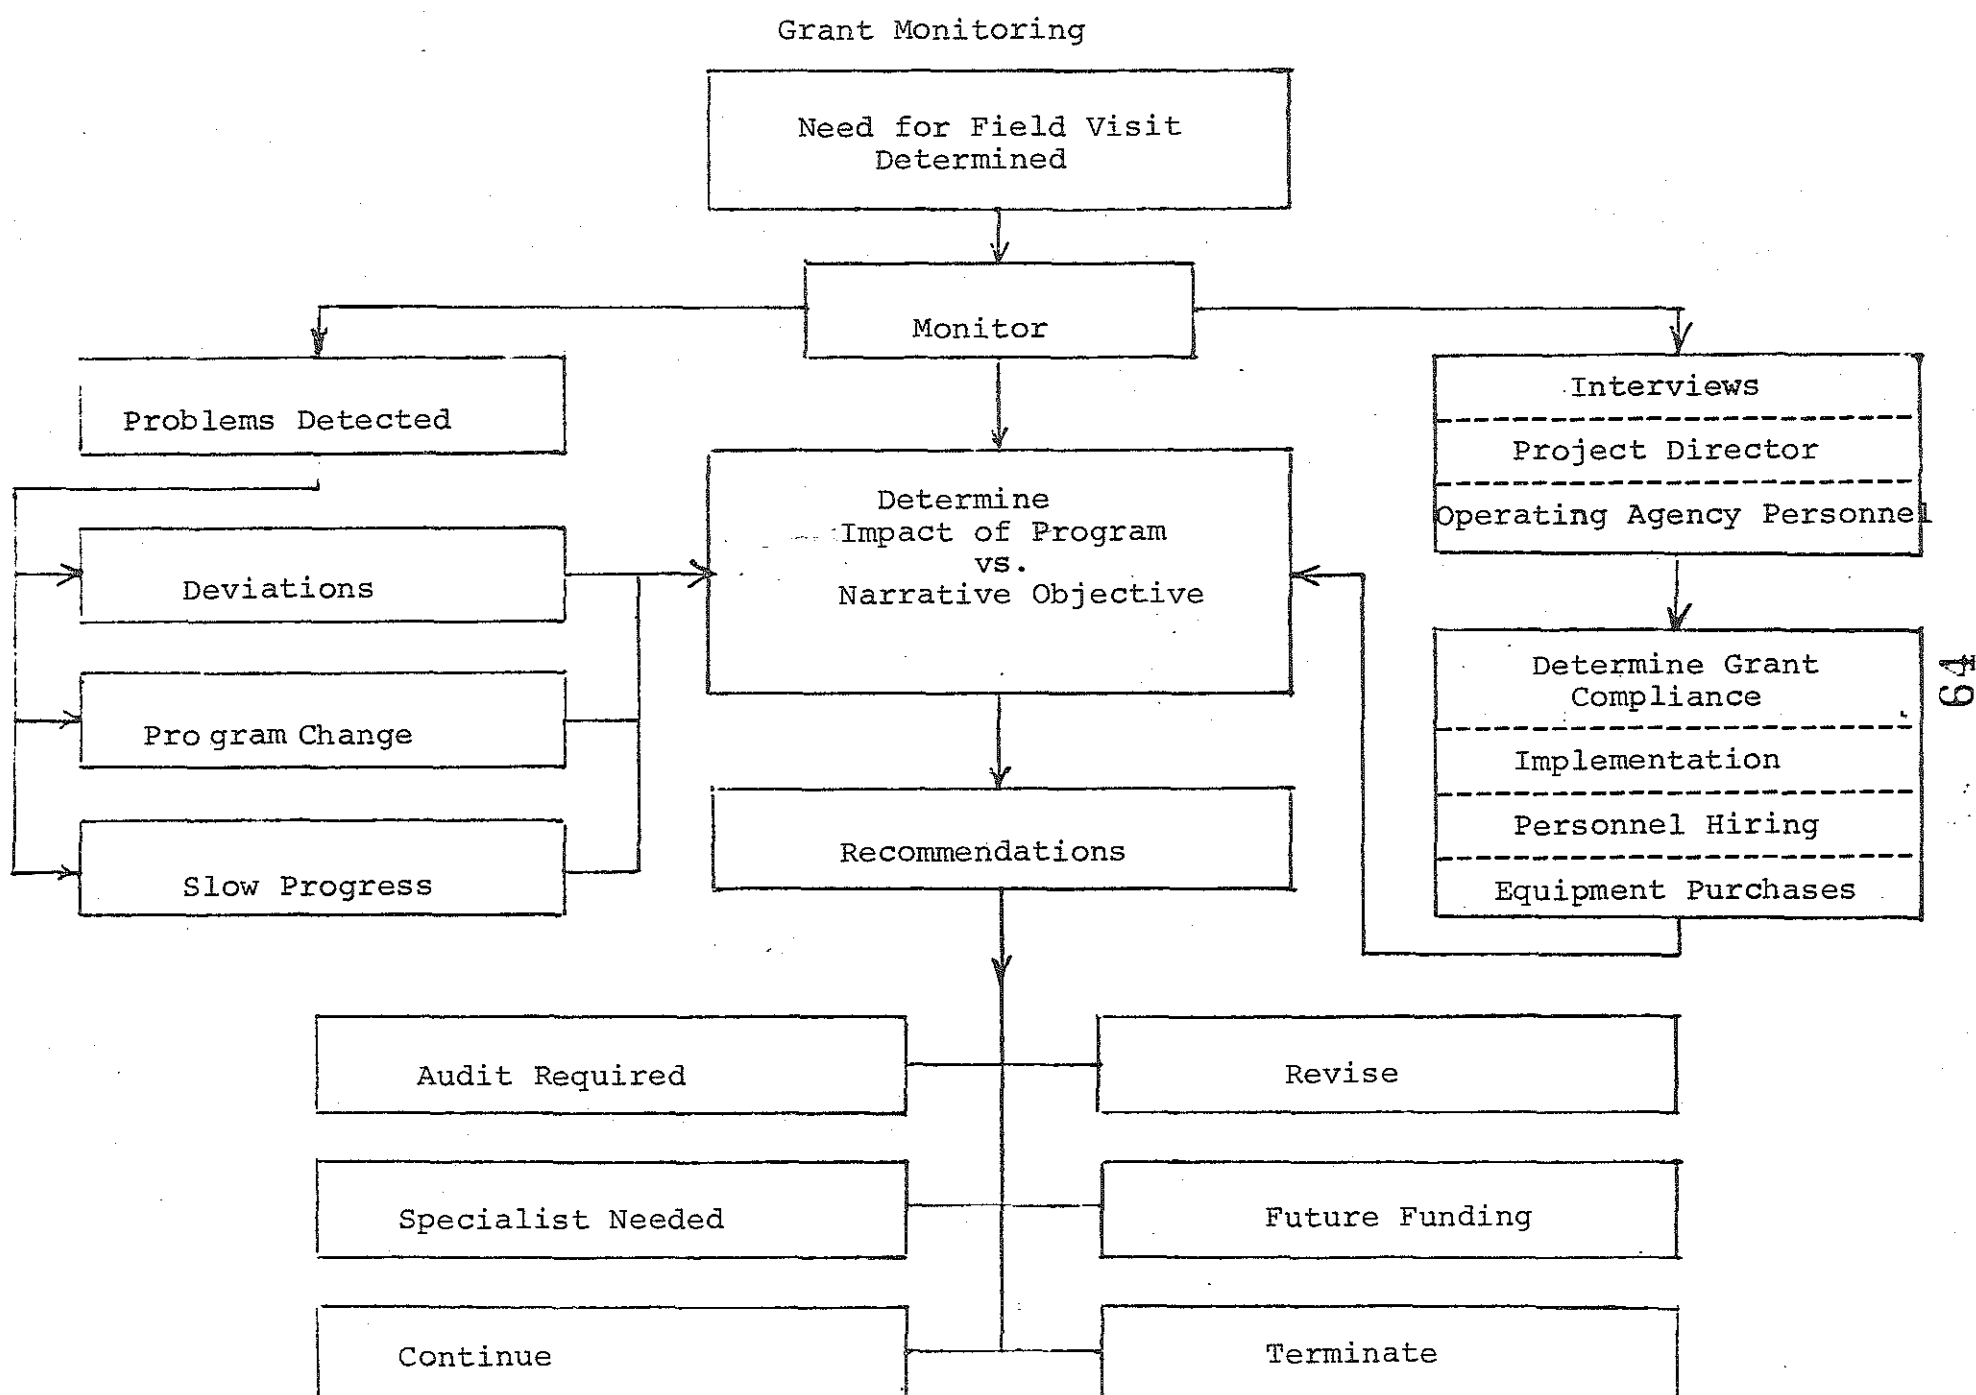 Grant Monitoring
Need for Field Visit
Determined
Monitor
Problems Detected
Deviations
Program Change
Slow Progress
Determine
Impact of Program
vs.
Narrative Objective
Recommendations
Interviews
Project Director
Operating Agency Personnel
Determine Grant
Compliance
Implementation
Personnel Hiring
Equipment Purchases
64
Audit Required
Revise
Specialist Needed
Future Funding
Continue
Terminate